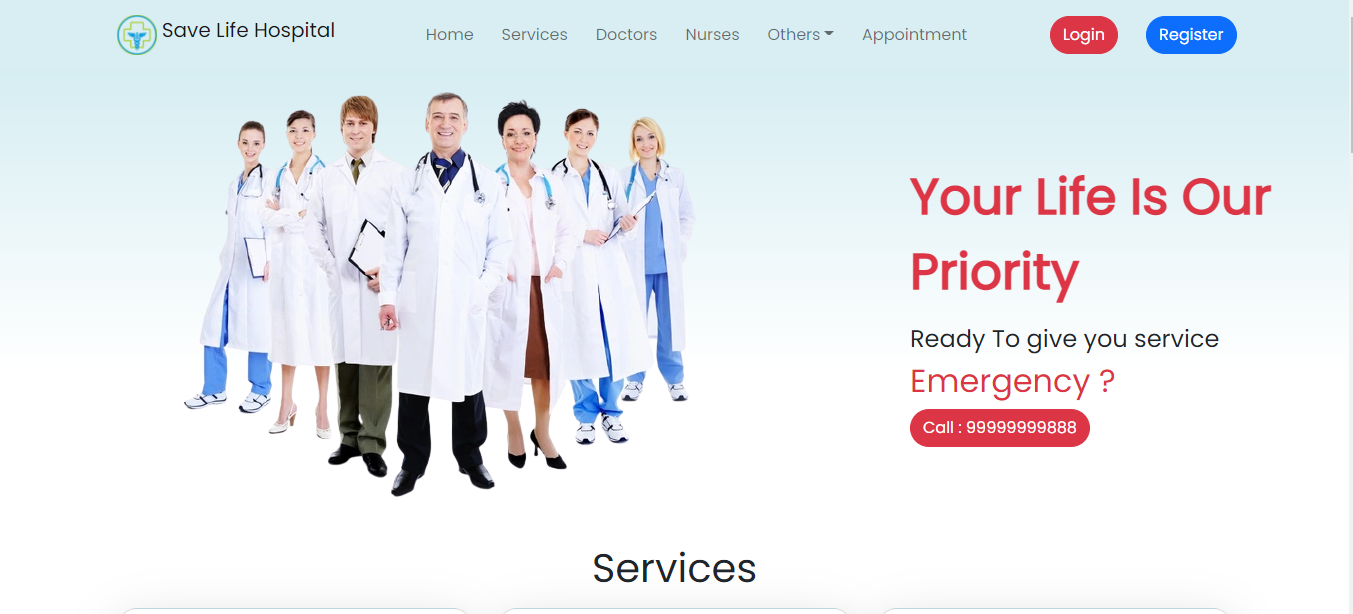 Save Life Hospital
Home
Services
Doctors
Nurses
Others
Appointment
Login
Register
Your Life Is Our
Priority
Ready To give you service
Emergency ?
Call : 99999999888
Services